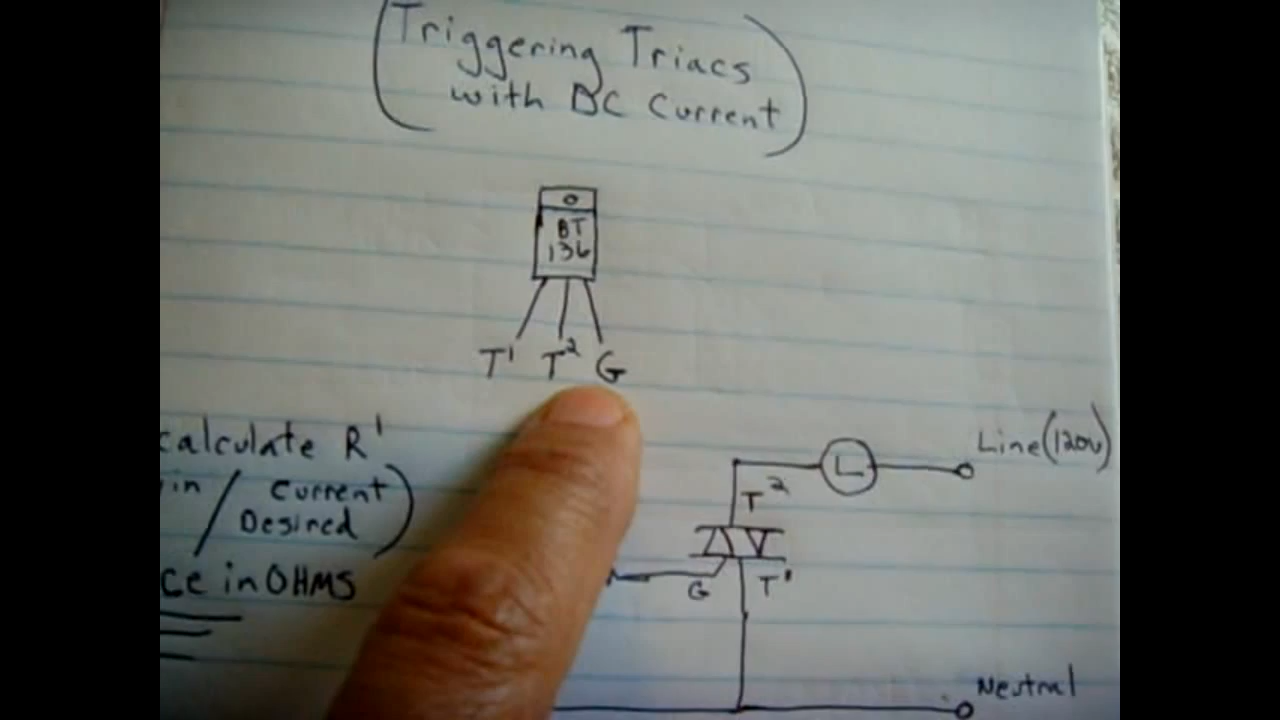 (Triggering Triacs
with DC Current)
BT
136
T1 T2 G
calculate R1
in / Current
Desired)
ce in OHMS
Line (120v)
L
T2
G T1
Neutral